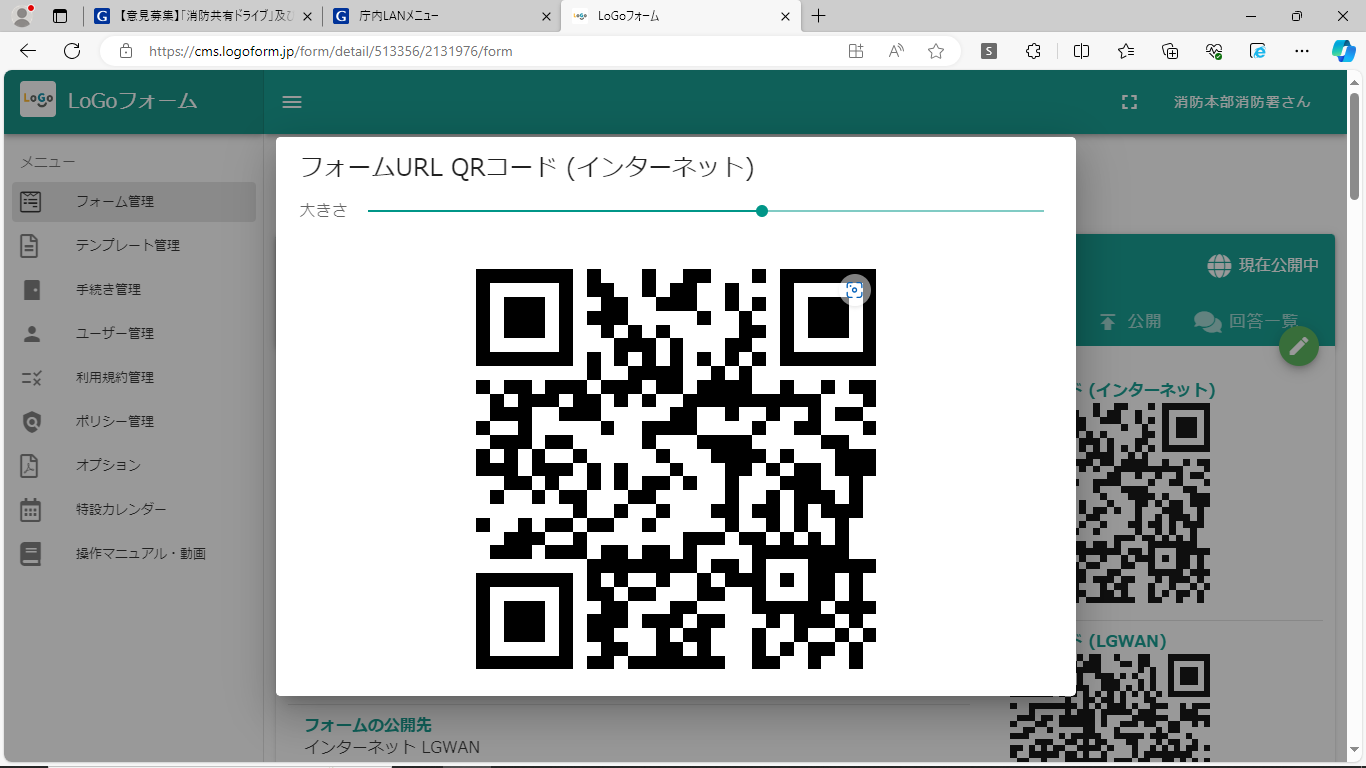 【意見募集】「消防共有ドライブ」及び
庁内LANメニュー
LoGoフォーム
https://cms.logoform.jp/form/detail/513356/2131976/form
LoGo
LoGoフォーム
消防本部消防署さん
メニュー
フォーム管理
テンプレート管理
手続き管理
ユーザー管理
利用規約管理
ポリシー管理
オプション
特設カレンダー
操作マニュアル・動画
フォームURL QRコード (インターネット)
大きさ
現在公開中
公開
回答一覧
ド (インターネット)
ド (LGWAN)
フォームの公開先
インターネット LGWAN